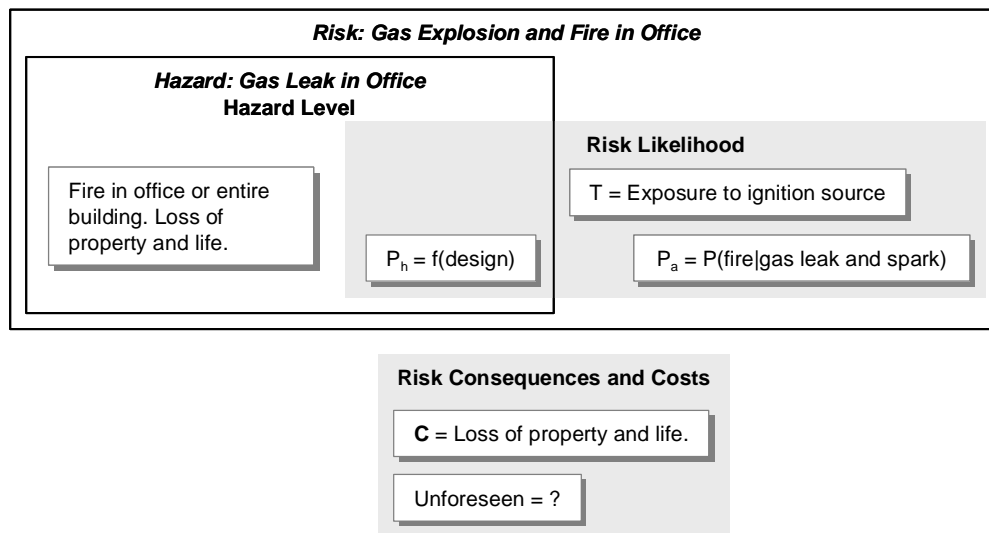 Risk: Gas Explosion and Fire in Office
Hazard: Gas Leak in Office
Hazard Level
Risk Likelihood
Fire in office or entire
building. Loss of
property and life.
T = Exposure to ignition source
Pₕ = f(design)
Pₐ = P(fire|gas leak and spark)
Risk Consequences and Costs
C = Loss of property and life.
Unforeseen = ?